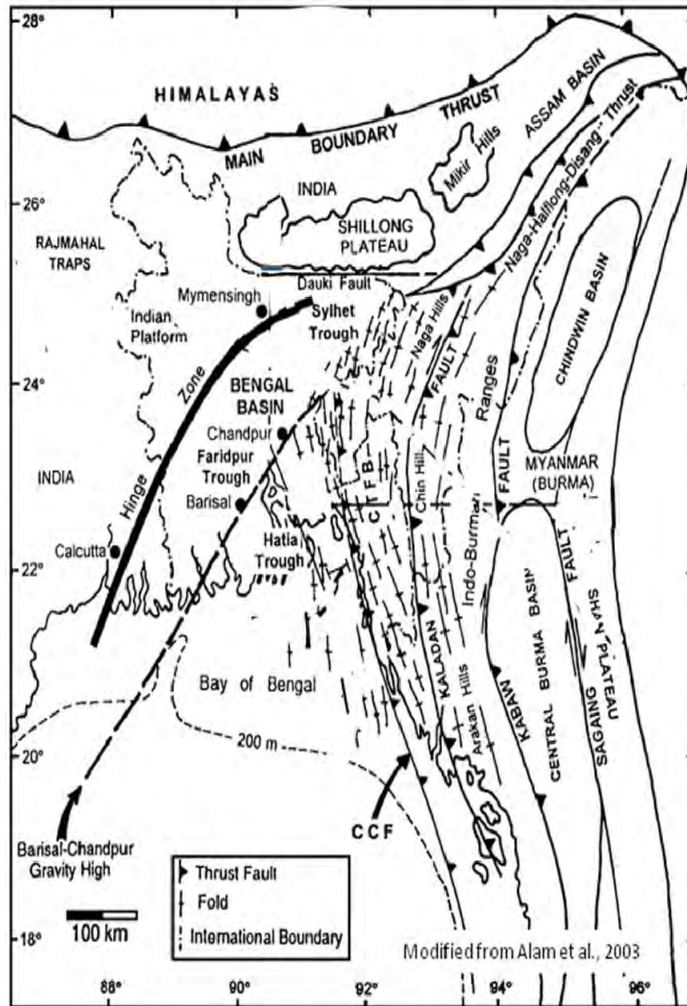 28°
HIMALAYAS
MAIN BOUNDARY THRUST
ASSAM BASIN
Naga-Halflong-Disang Thrust
Mikir Hills
26°
INDIA
SHILLONG
PLATEAU
RAJMAHAL
TRAPS
Dauki Fault
Mymensingh
Sylhet
Trough
Indian
Platform
Naga Hills
CHINDWIN BASIN
24°
Hinge Zone
BENGAL
BASIN
FAULT
Ranges
Chandpur
Faridpur
Trough
CTFB
Chin Hill
MYANMAR
(BURMA)
INDIA
Barisal
FAULT
Hatia
Trough
Indo-Burman
Calcutta
22°
KALADAN
Arakan Hills
KABAW
CENTRAL BURMA BASIN
SAGAING FAULT
SHAN PLATEAU
Bay of Bengal
200 m
20°
CCF
Barisal-Chandpur
Gravity High
Thrust Fault
Fold
International Boundary
100 km
Modified from Alam et al., 2003
18°
88° 90° 92° 94° 96°